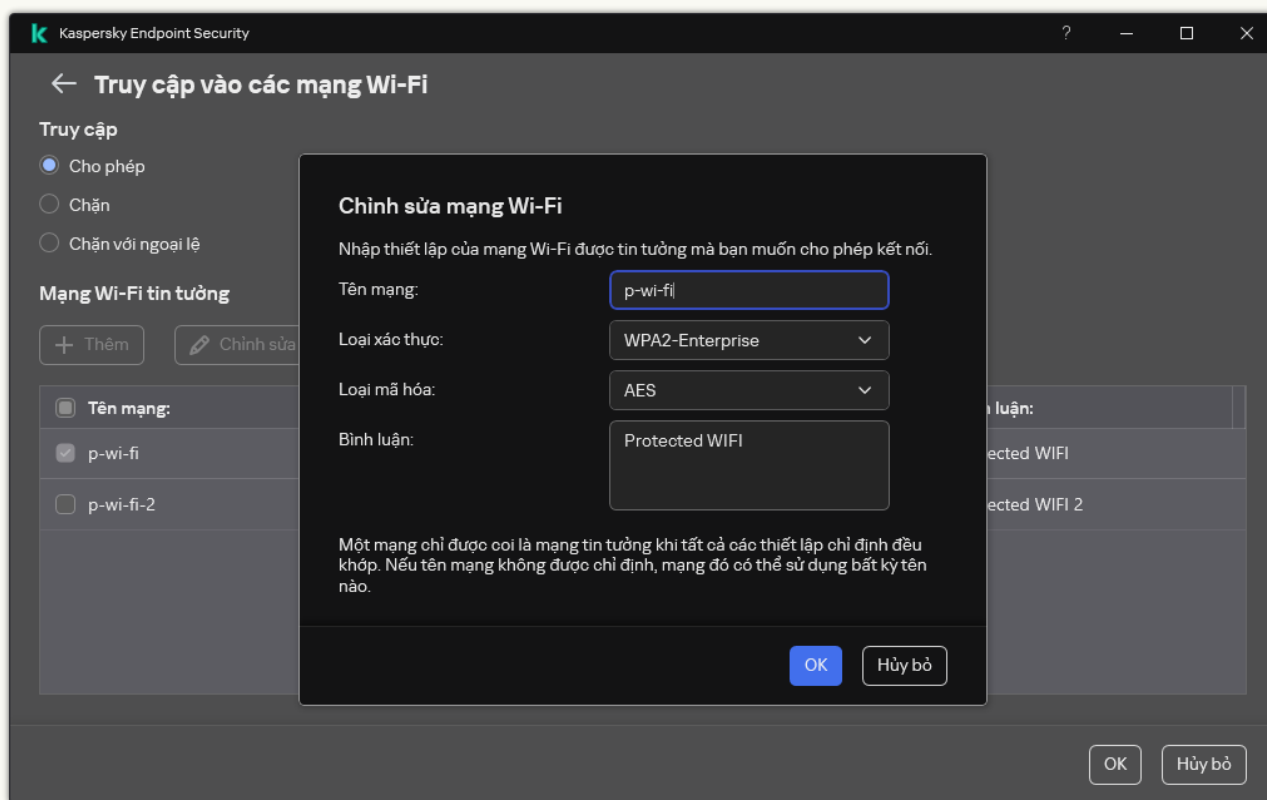 Kaspersky Endpoint Security
?
Truy cập vào các mạng Wi-Fi
Truy cập
Cho phép
Chặn
Chặn với ngoại lệ
Mạng Wi-Fi tin tưởng
Thêm
Chỉnh sửa
Tên mạng:
luận:
p-wi-fi
WIFI
p-wi-fi-2
WIFI 2
Chỉnh sửa mạng Wi-Fi
Nhập thiết lập của mạng Wi-Fi được tin tưởng mà bạn muốn cho phép kết nối.
Tên mạng: p-wi-fi
Loại xác thực: WPA2-Enterprise
Loại mã hóa: AES
Bình luận: Protected WIFI
Một mạng chỉ được coi là mạng tin tưởng khi tất cả các thiết lập chỉ định đều
khớp. Nếu tên mạng không được chỉ định, mạng đó có thể sử dụng bất kỳ tên
nào.
OK
Hủy bỏ
OK
Hủy bỏ